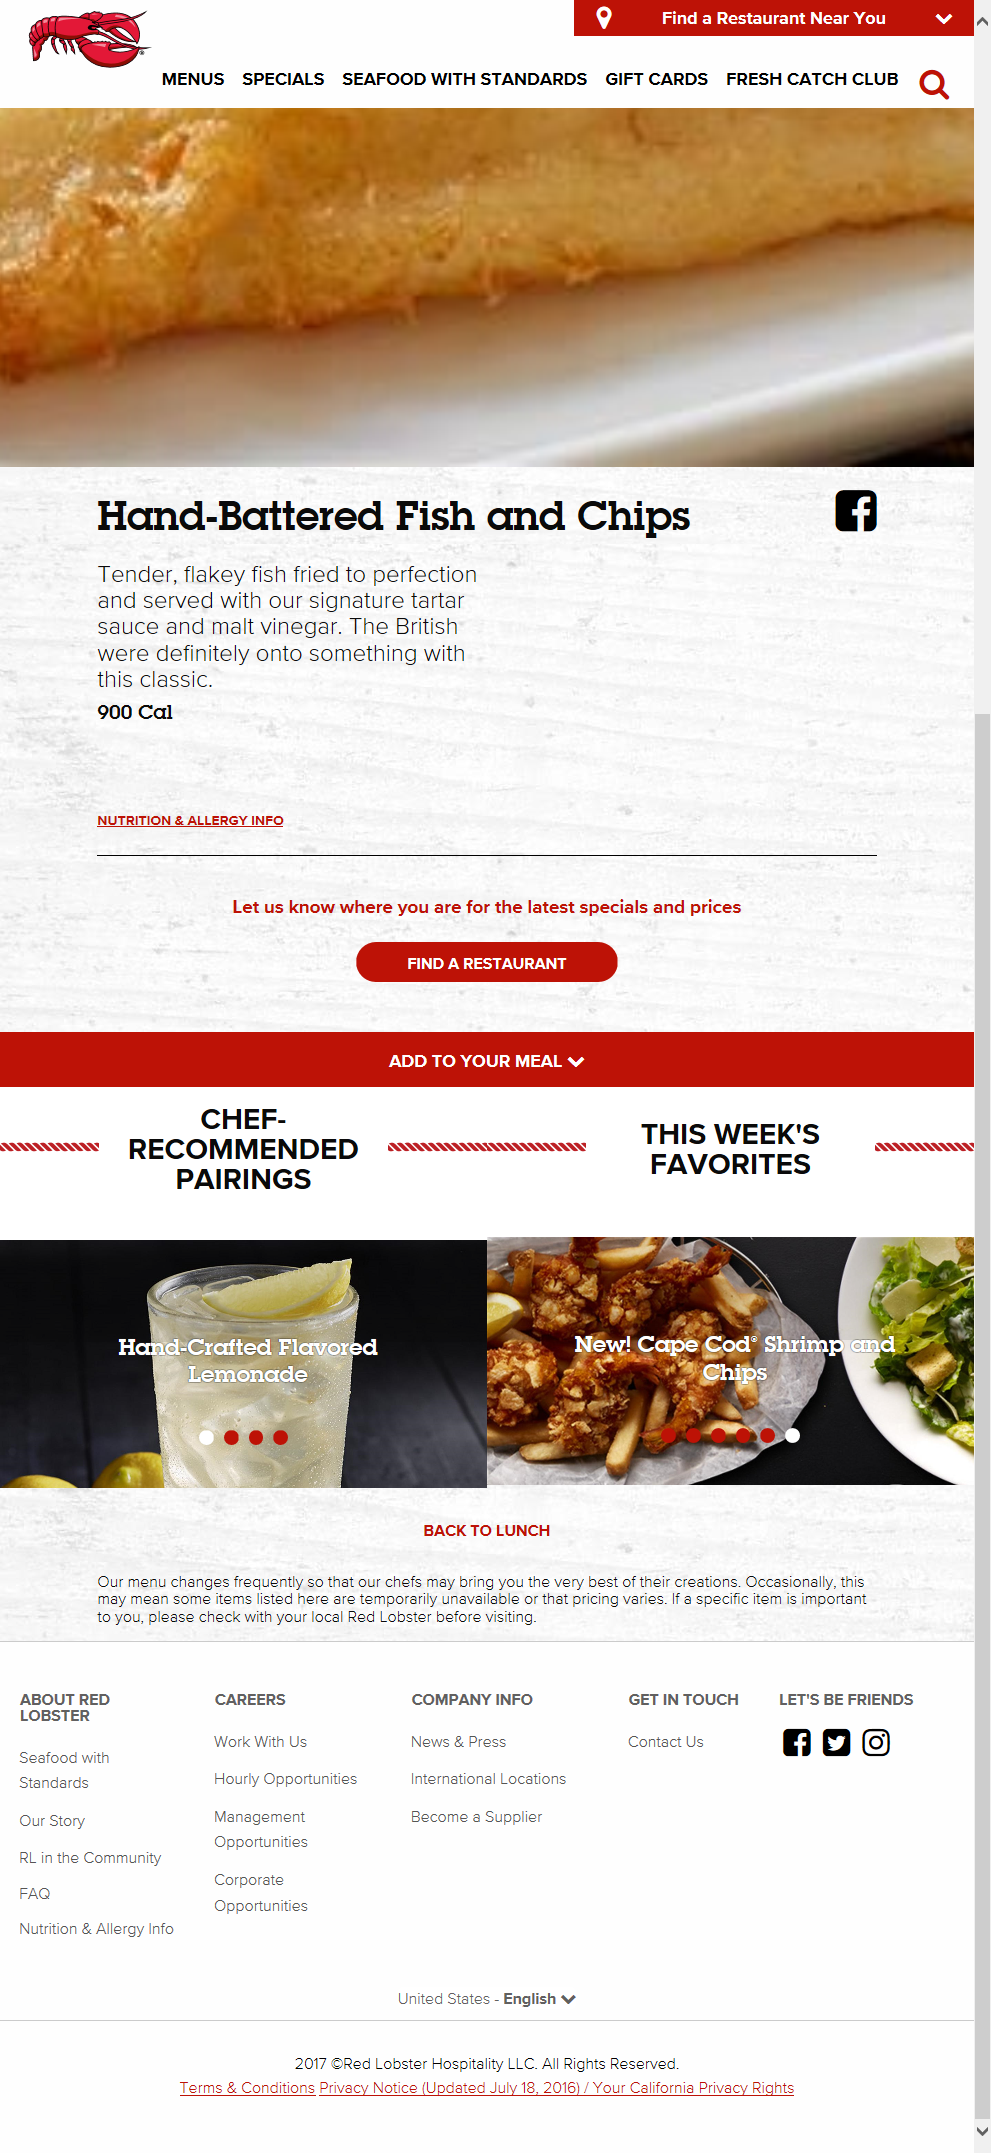 Find a Restaurant Near You
MENUS SPECIALS SEAFOOD WITH STANDARDS GIFT CARDS FRESH CATCH CLUB
Hand-Battered Fish and Chips
Tender, flakey fish fried to perfection
and served with our signature tartar
sauce and malt vinegar. The British
were definitely onto something with
this classic.
900 Cal
NUTRITION & ALLERGY INFO
Let us know where you are for the latest specials and prices
FIND A RESTAURANT
ADD TO YOUR MEAL
CHEF-
RECOMMENDED
PAIRINGS
THIS WEEK'S
FAVORITES
Hand-Crafted Flavored
Lemonade
New! Cape Cod® Shrimp and
Chips
BACK TO LUNCH
Our menu changes frequently so that our chefs may bring you the very best of their creations. Occasionally, this
may mean some items listed here are temporarily unavailable or that pricing varies. If a specific item is important
to you, please check with your local Red Lobster before visiting.
ABOUT RED
LOBSTER
Seafood with
Standards
Our Story
RL in the Community
FAQ
Nutrition & Allergy Info
CAREERS
Work With Us
Hourly Opportunities
Management
Opportunities
Corporate
Opportunities
COMPANY INFO
News & Press
International Locations
Become a Supplier
GET IN TOUCH
Contact Us
LET'S BE FRIENDS
United States - English
2017 ©Red Lobster Hospitality LLC. All Rights Reserved.
Terms & Conditions Privacy Notice (Updated July 18, 2016) / Your California Privacy Rights